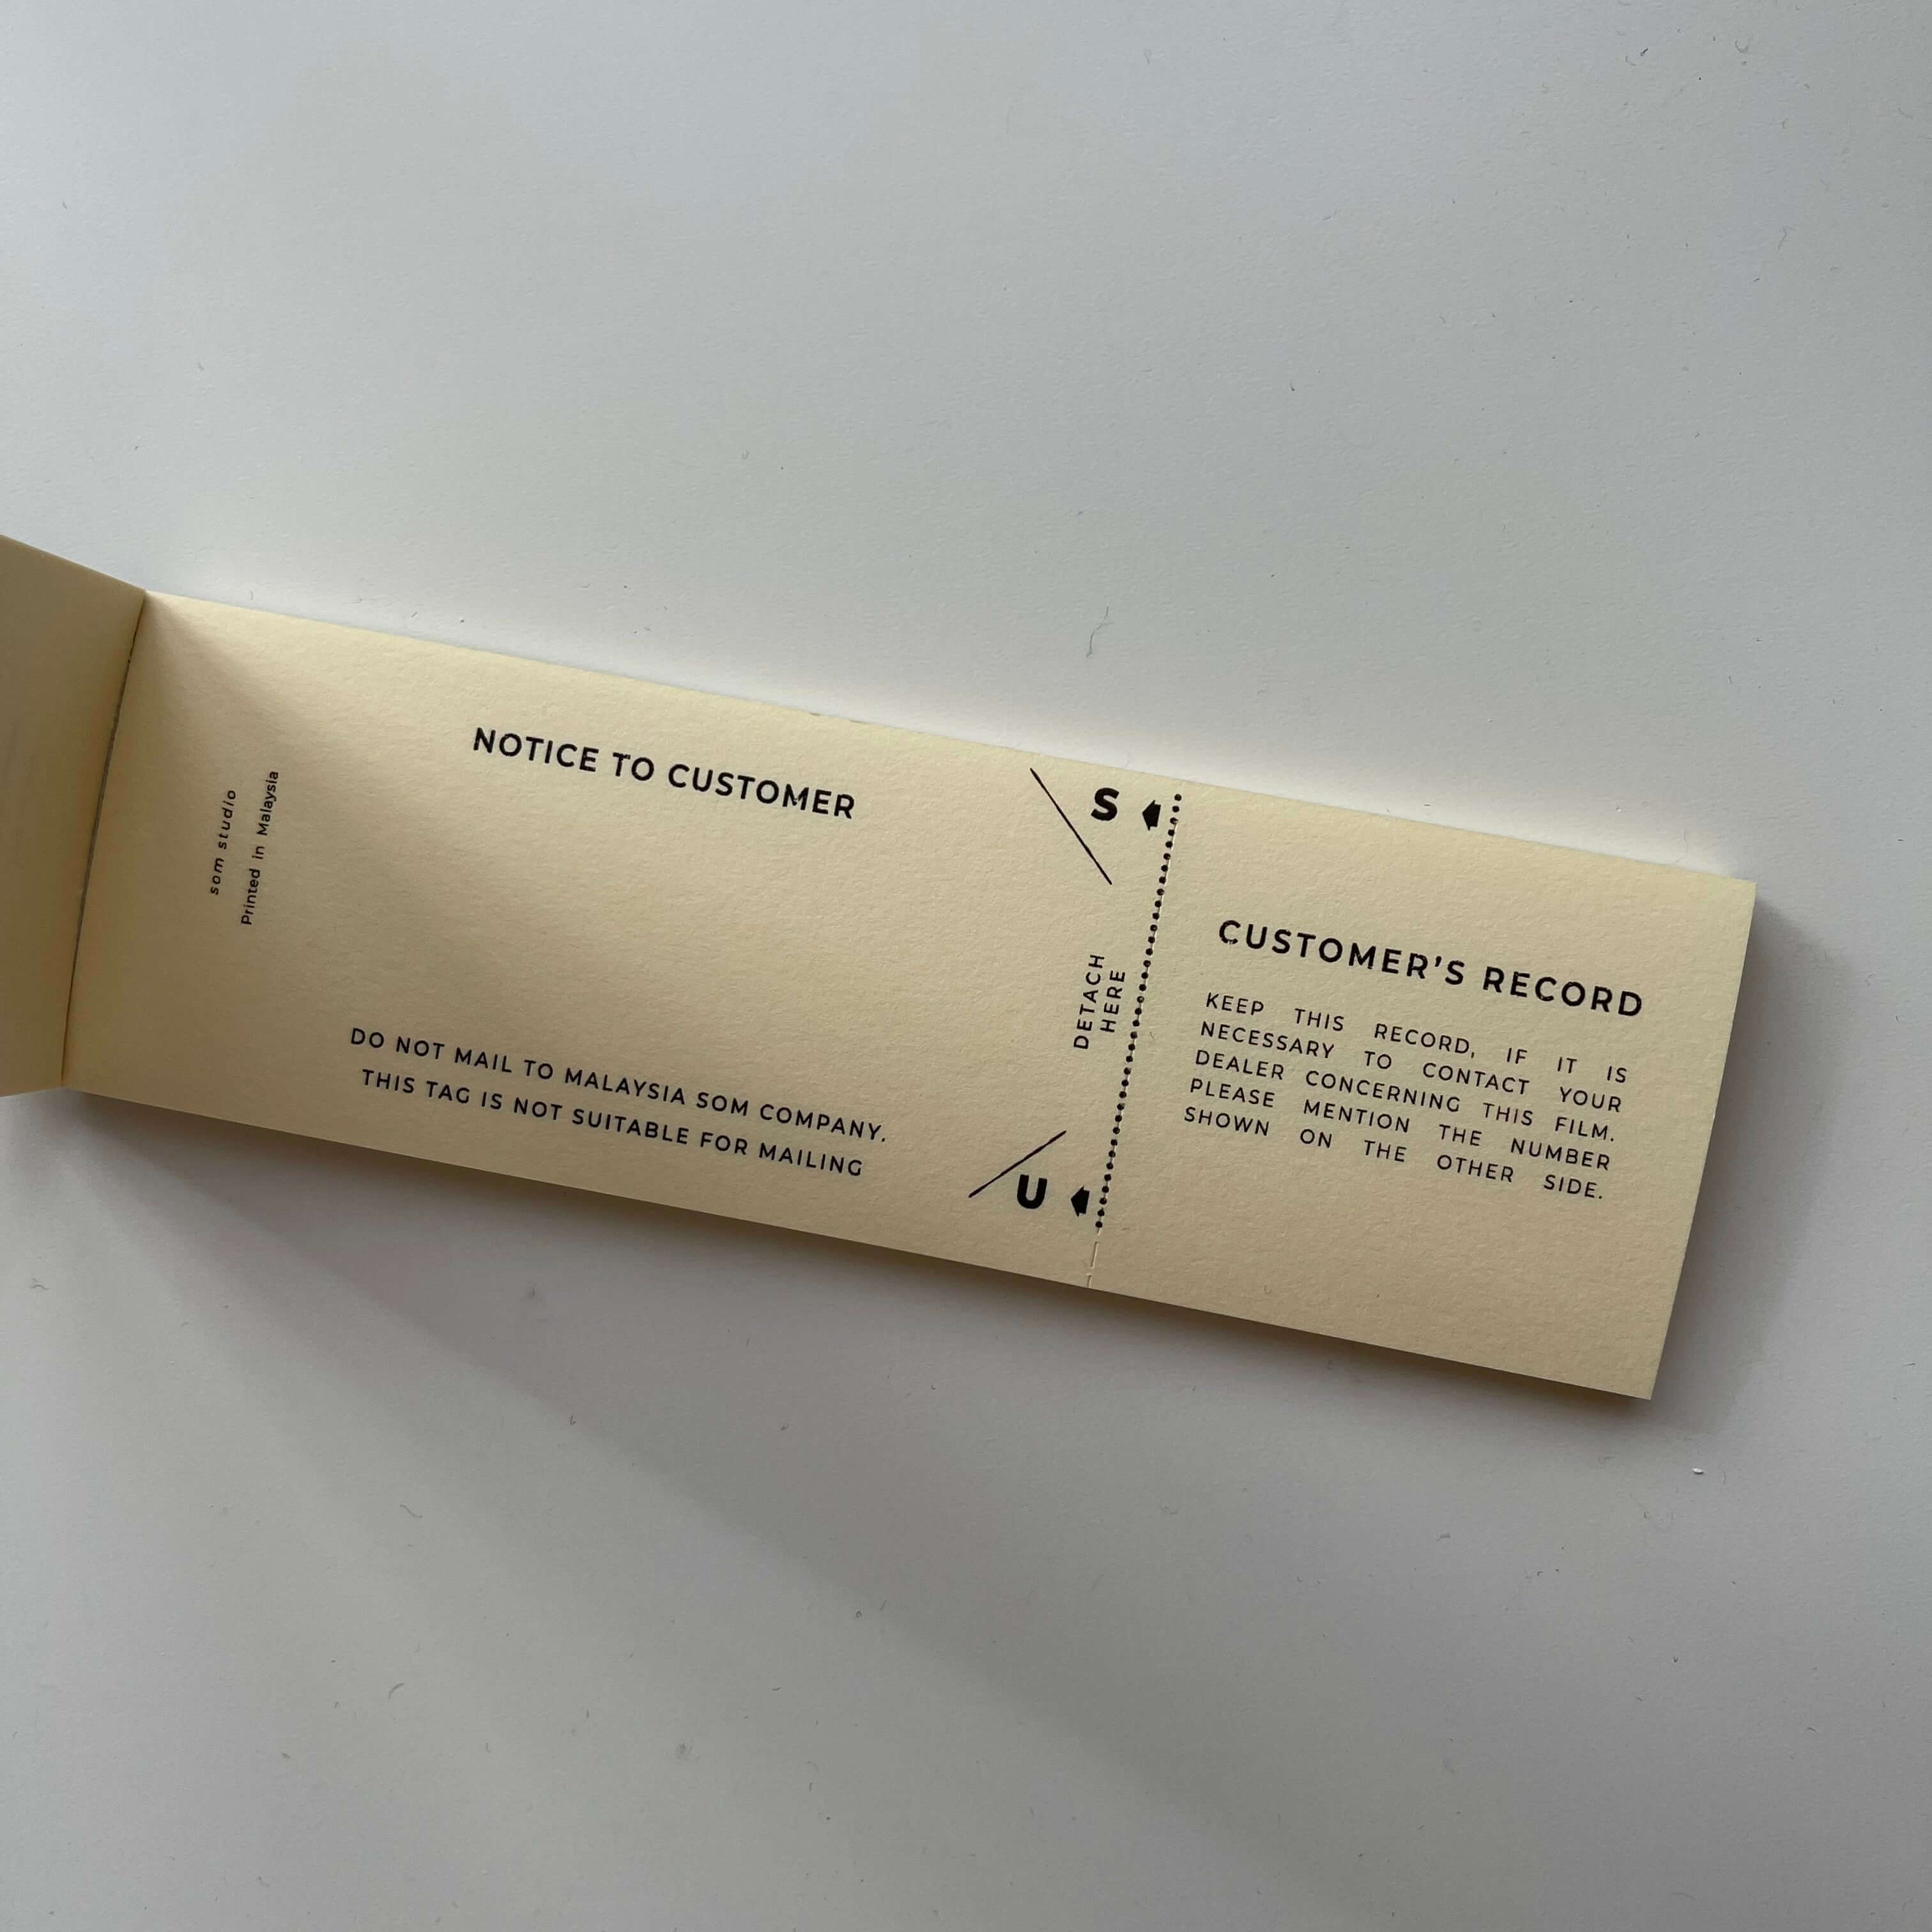 som studio
Printed in Malaysia
NOTICE TO CUSTOMER
DO NOT MAIL TO MALAYSIA SOM COMPANY.
THIS TAG IS NOT SUITABLE FOR MAILING
S
DETACH
HERE
U
CUSTOMER'S RECORD
KEEP THIS RECORD, IF IT IS
NECESSARY TO CONTACT YOUR
DEALER CONCERNING THIS FILM.
PLEASE MENTION THE NUMBER
SHOWN ON THE OTHER SIDE.